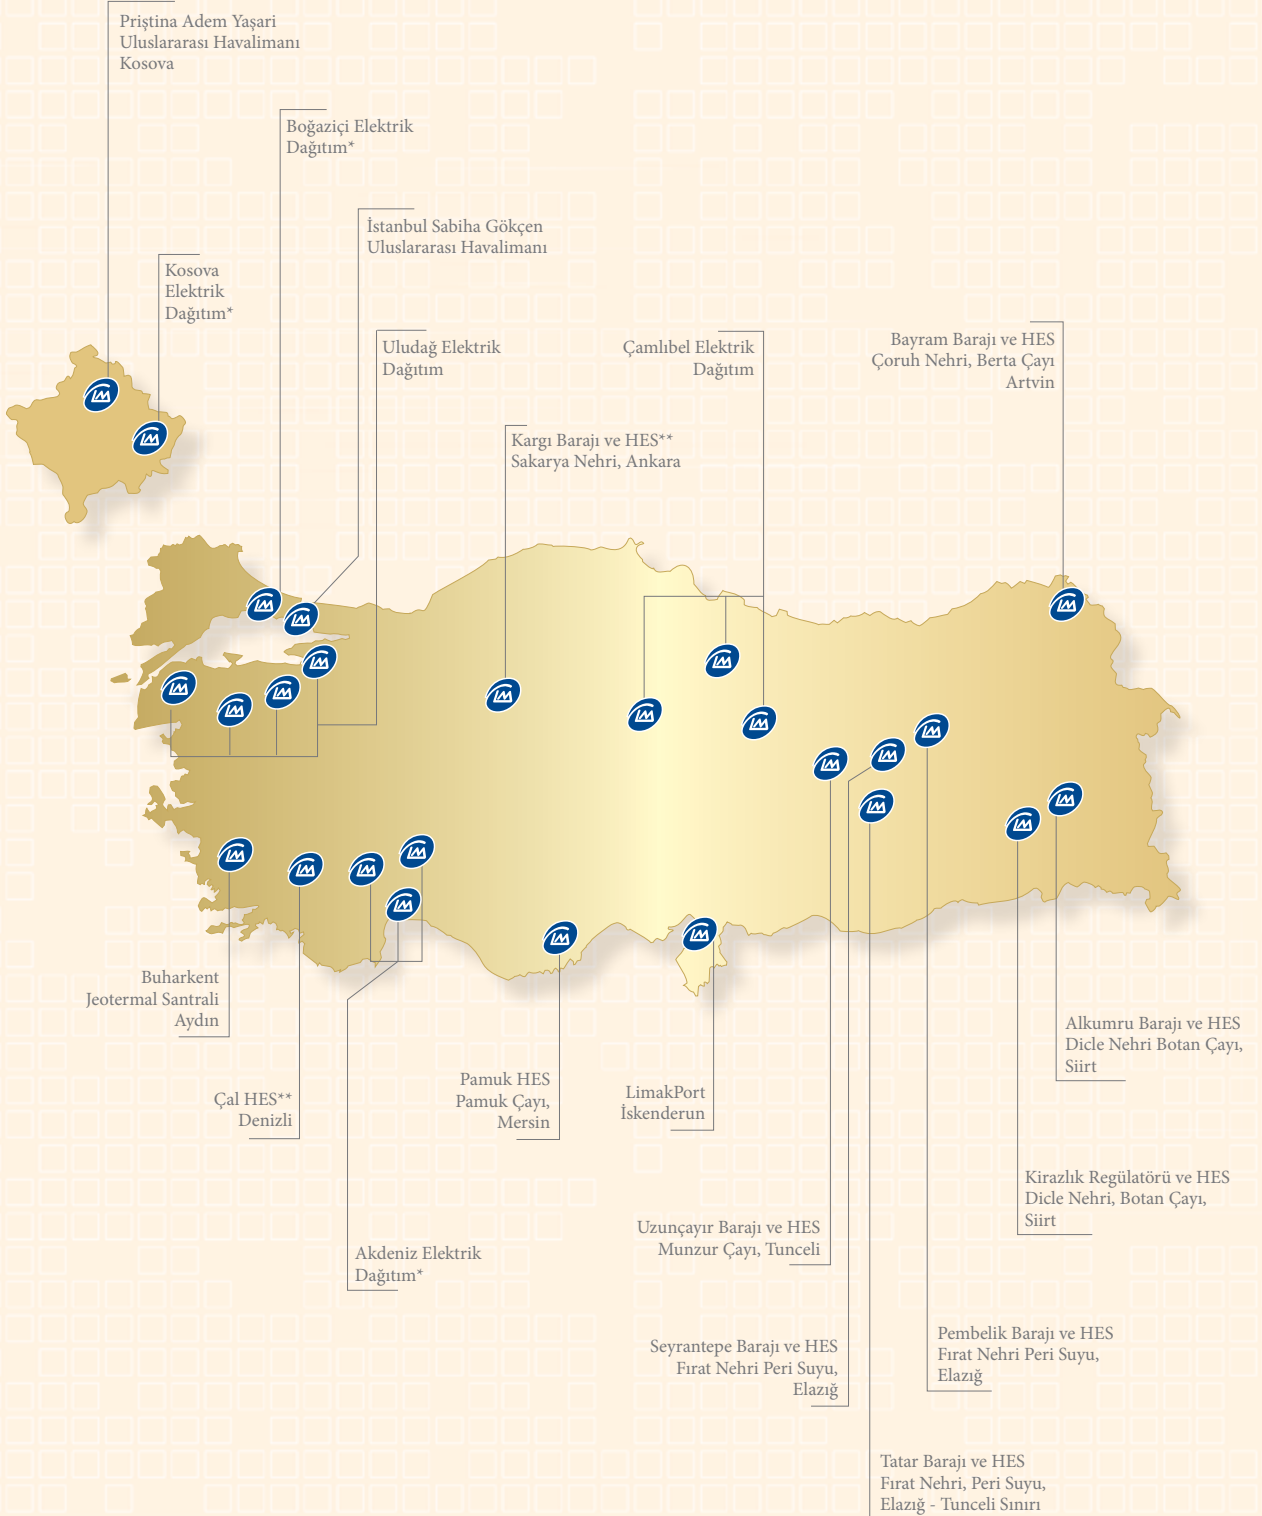 Priştina Adem Yaşari
Uluslararası Havalimanı
Kosova
Boğaziçi Elektrik
Dağıtım*
İstanbul Sabiha Gökçen
Uluslararası Havalimanı
Kosova
Elektrik
Dağıtım*
Uludağ Elektrik
Dağıtım
Çamlıbel Elektrik
Dağıtım
Bayram Barajı ve HES
Çoruh Nehri, Berta Çayı
Artvin
Kargı Barajı ve HES**
Sakarya Nehri, Ankara
Buharkent
Jeotermal Santrali
Aydın
Çal HES**
Denizli
Pamuk HES
Pamuk Çayı,
Mersin
LimakPort
İskenderun
Alkumru Barajı ve HES
Dicle Nehri Botan Çayı,
Siirt
Kirazlık Regülatörü ve HES
Dicle Nehri, Botan Çayı,
Siirt
Uzunçayır Barajı ve HES
Munzur Çayı, Tunceli
Akdeniz Elektrik
Dağıtım*
Seyrantepe Barajı ve HES
Fırat Nehri Peri Suyu,
Elazığ
Pembelik Barajı ve HES
Fırat Nehri Peri Suyu,
Elazığ
Tatar Barajı ve HES
Fırat Nehri, Peri Suyu,
Elazığ - Tunceli Sınırı